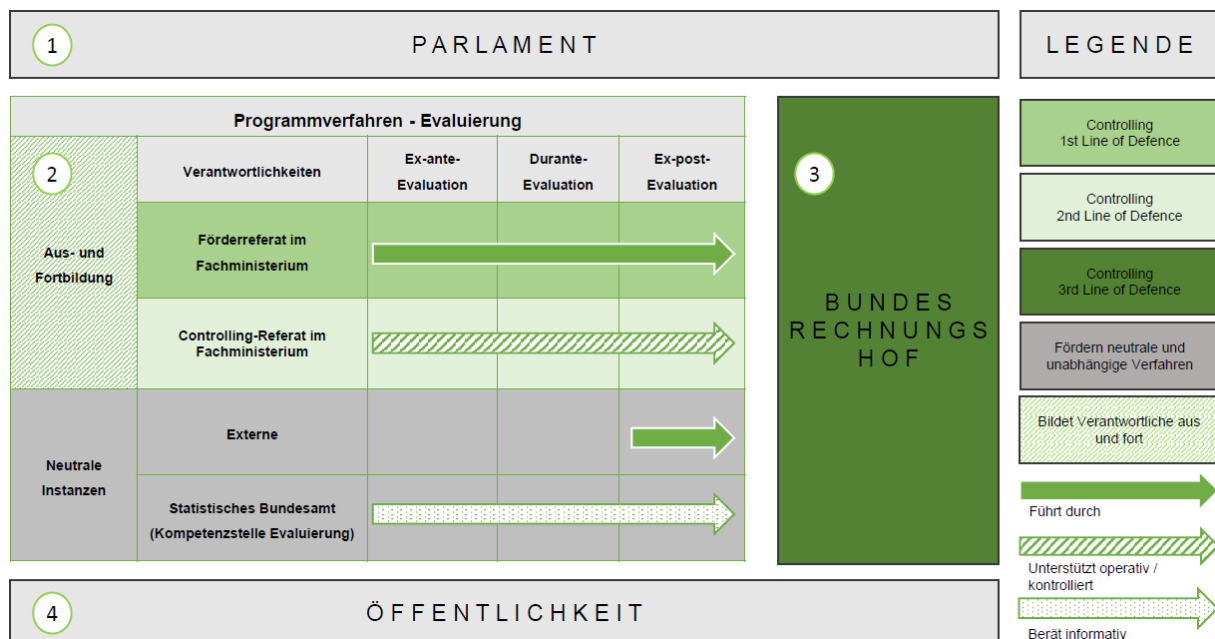 1
PARLAMENT
LEGENDE
Programmverfahren - Evaluierung
2
Verantwortlichkeiten
Ex-ante-
Evaluation
Durante-
Evaluation
Ex-post-
Evaluation
Aus- und
Fortbildung
Förderreferat im
Fachministerium
Controlling-Referat im
Fachministerium
Neutrale
Instanzen
Externe
Statistisches Bundesamt
(Kompetenzstelle Evaluierung)
3
BUNDES
RECHNUNGS
HOF
4
ÖFFENTLICHKEIT
Controlling
1st Line of Defence
Controlling
2nd Line of Defence
Controlling
3rd Line of Defence
Fördern neutrale und
unabhängige Verfahren
Bildet Verantwortliche aus
und fort
Führt durch
Unterstützt operativ /
kontrolliert
Berät informativ